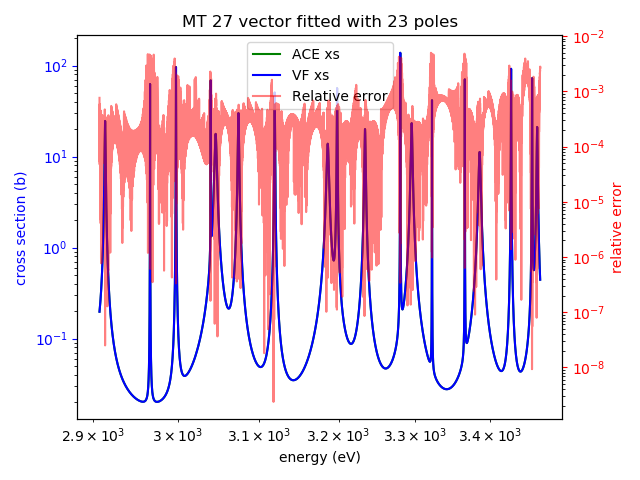 MT 27 vector fitted with 23 poles
ACE xs
VF xs
Relative error
cross section (b)
10²
10¹
10⁰
10⁻¹
10⁻²
10⁻³
10⁻⁴
10⁻⁵
10⁻⁶
10⁻⁷
10⁻⁸
relative error
2.9 × 10³
3 × 10³
3.1 × 10³
3.2 × 10³
3.3 × 10³
3.4 × 10³
energy (eV)